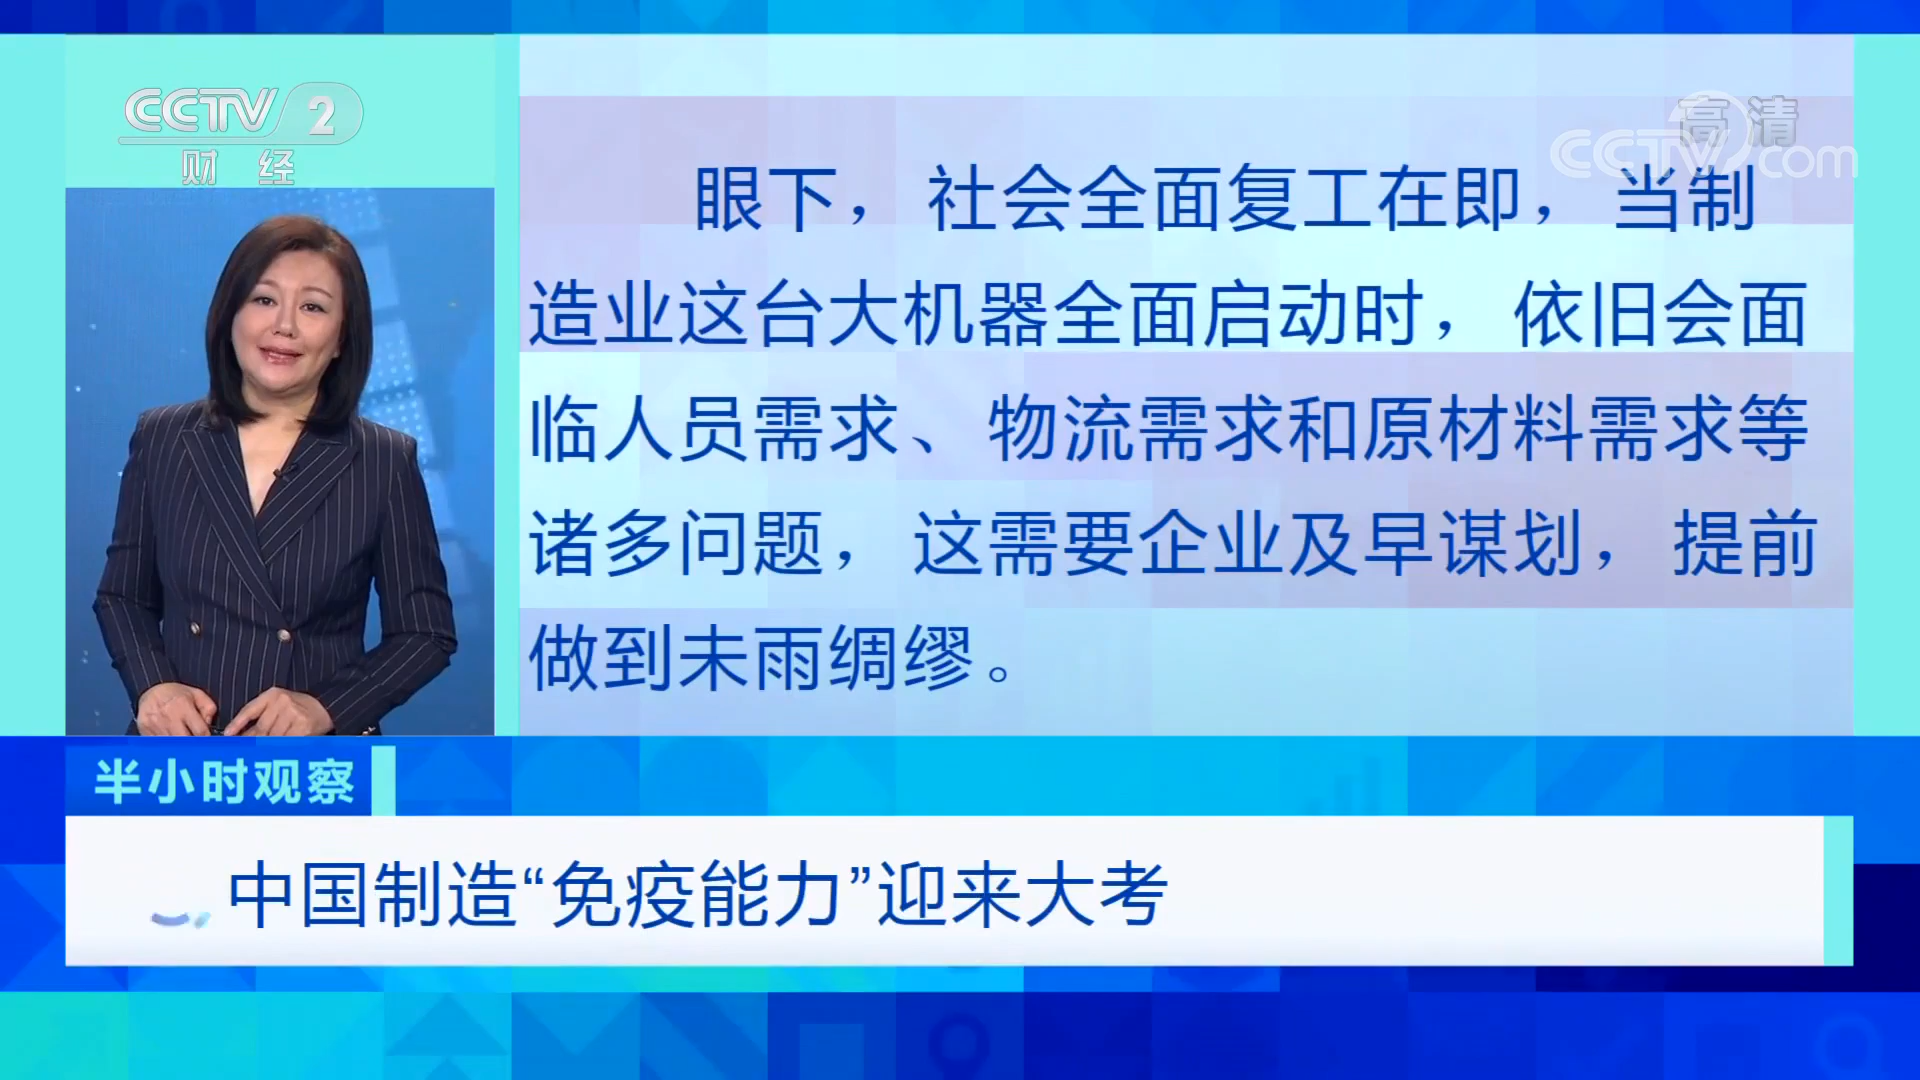 CCTV 2
财 经
高清
CCTV.com
眼下，社会全面复工在即，当制
造业这台大机器全面启动时，依旧会面
临人员需求、物流需求和原材料需求等
诸多问题，这需要企业及早谋划，提前
做到未雨绸缪。
半小时观察
中国制造“免疫能力”迎来大考